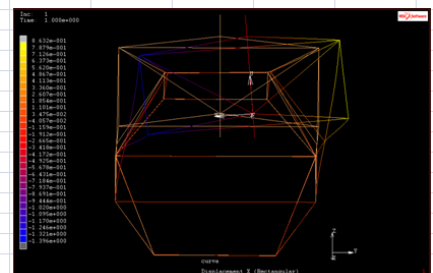 Inc: 1
Time: 1.000e+000
MSC Software
8.632e-001
7.879e-001
7.126e-001
6.373e-001
5.620e-001
4.867e-001
4.113e-001
3.360e-001
2.607e-001
1.854e-001
1.101e-001
3.475e-002
-4.057e-002
-1.159e-001
-1.912e-001
-2.665e-001
-3.418e-001
-4.172e-001
-4.925e-001
-5.678e-001
-6.431e-001
-7.184e-001
-7.937e-001
-8.691e-001
-9.444e-001
-1.020e+000
-1.095e+000
-1.170e+000
-1.246e+000
-1.321e+000
-1.396e+000
curve
Displacement X (Rectangular)